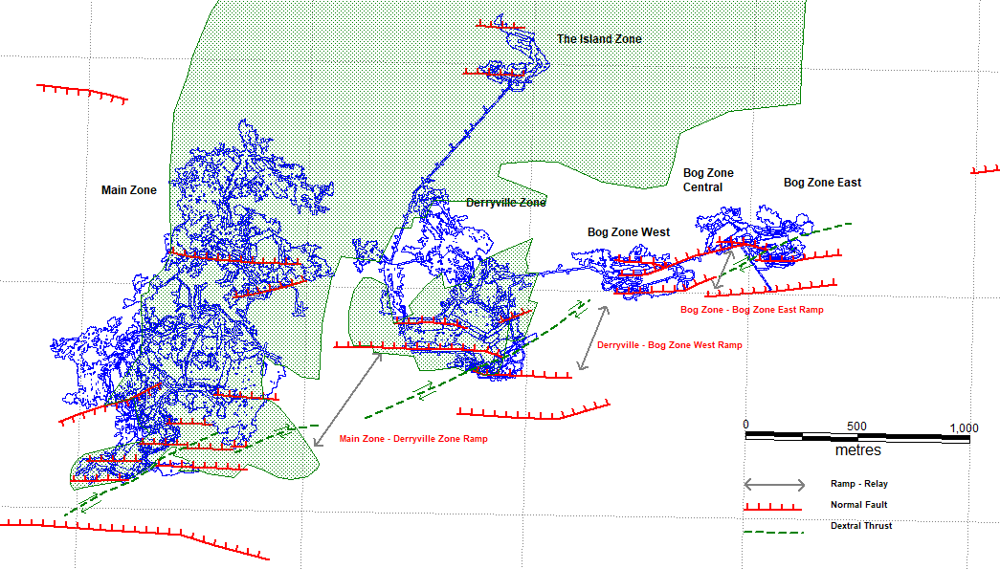 The Island Zone
Main Zone
Derryville Zone
Bog Zone
Central
Bog Zone East
Bog Zone West
Bog Zone - Bog Zone East Ramp
Derryville - Bog Zone West Ramp
Main Zone - Derryville Zone Ramp
0 500 1,000
metres
Ramp - Relay
Normal Fault
Dextral Thrust